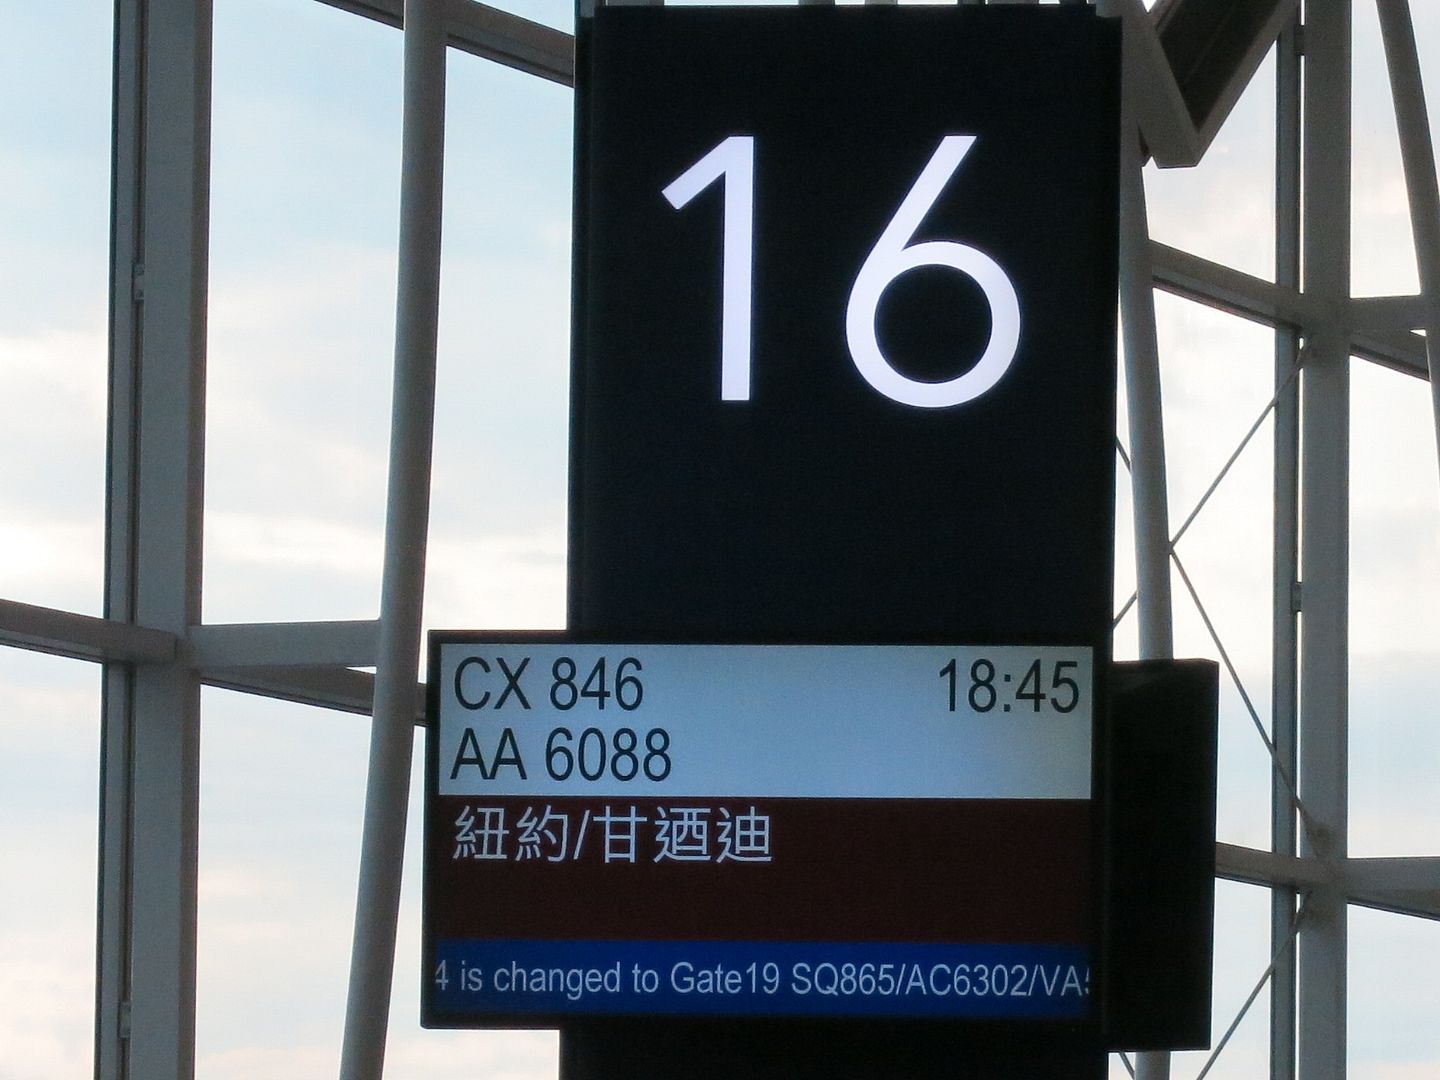 16
CX 846 18:45
AA 6088
紐約/甘迺迪
4 is changed to Gate19 SQ865/AC6302/VA